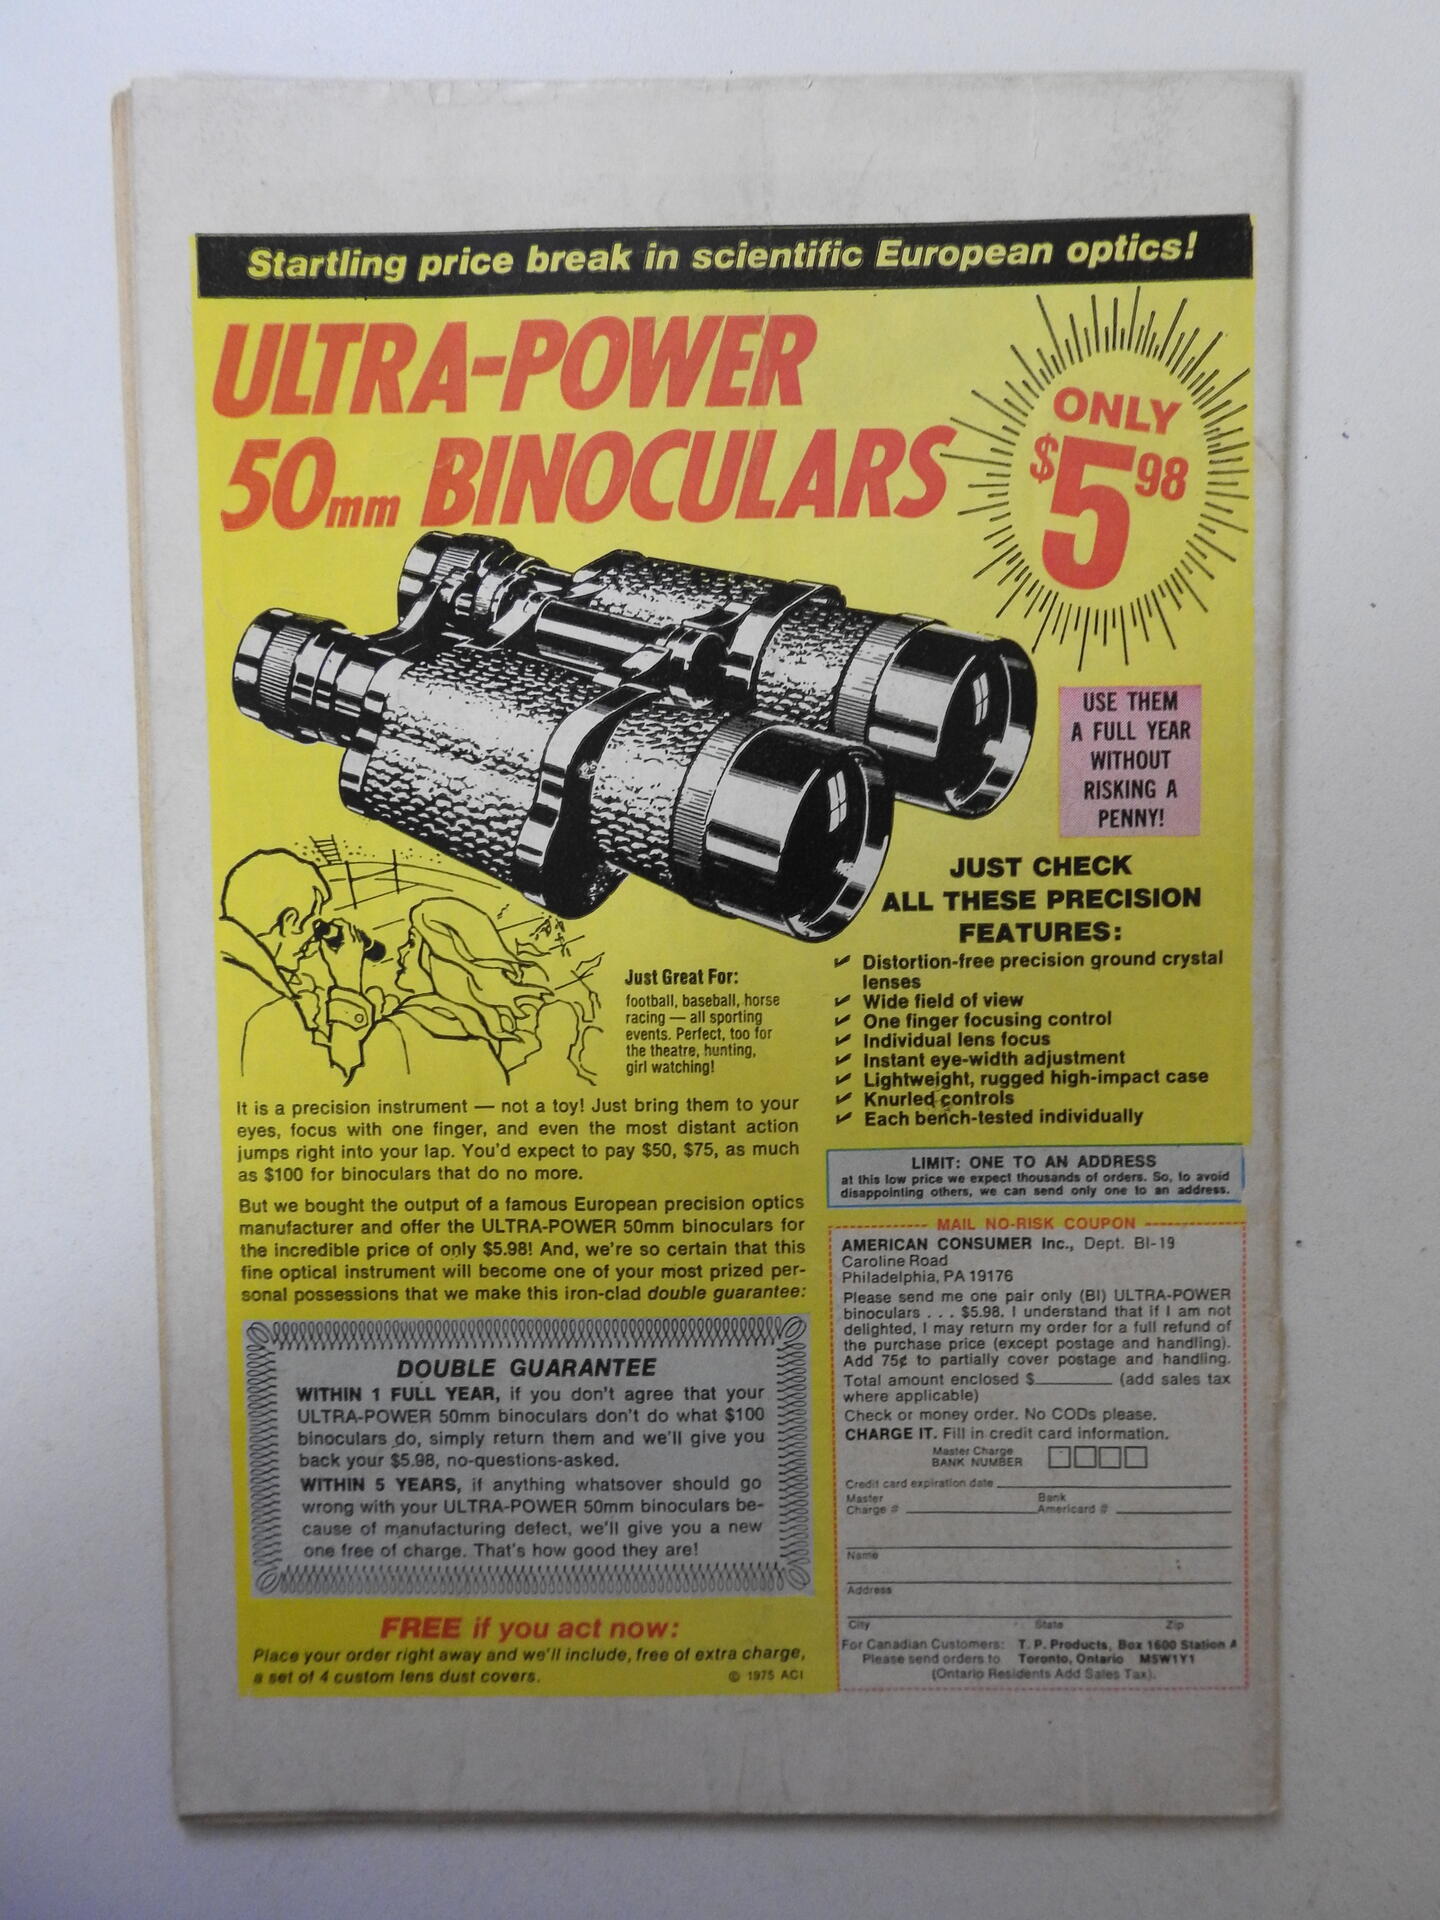 Startling price break in scientific European optics!
ULTRA-POWER
50mm BINOCULARS
ONLY
$5 98
USE THEM
A FULL YEAR
WITHOUT
RISKING A
PENNY!
JUST CHECK
ALL THESE PRECISION
FEATURES:
✔ Distortion-free precision ground crystal
lenses
✔ Wide field of view
✔ One finger focusing control
✔ Individual lens focus
✔ Instant eye-width adjustment
✔ Lightweight, rugged high-impact case
✔ Knurled controls
✔ Each bench-tested individually
Just Great For:
football, baseball, horse
racing — all sporting
events. Perfect, too for
the theatre, hunting,
girl watching!
It is a precision instrument — not a toy! Just bring them to your
eyes, focus with one finger, and even the most distant action
jumps right into your lap. You'd expect to pay $50, $75, as much
as $100 for binoculars that do no more.
But we bought the output of a famous European precision optics
manufacturer and offer the ULTRA-POWER 50mm binoculars for
the incredible price of only $5.98! And, we're so certain that this
fine optical instrument will become one of your most prized per-
sonal possessions that we make this iron-clad double guarantee:
DOUBLE GUARANTEE
WITHIN 1 FULL YEAR, if you don't agree that your
ULTRA-POWER 50mm binoculars don't do what $100
binoculars do, simply return them and we'll give you
back your $5.98, no-questions-asked.
WITHIN 5 YEARS, if anything whatsover should go
wrong with your ULTRA-POWER 50mm binoculars be-
cause of manufacturing defect, we'll give you a new
one free of charge. That's how good they are!
FREE if you act now:
Place your order right away and we'll include, free of extra charge,
a set of 4 custom lens dust covers.
© 1975 ACI
LIMIT: ONE TO AN ADDRESS
at this low price we expect thousands of orders. So, to avoid
disappointing others, we can send only one to an address.
MAIL NO-RISK COUPON
AMERICAN CONSUMER Inc., Dept. BI-19
Caroline Road
Philadelphia, PA 19176
Please send me one pair only (BI) ULTRA-POWER
binoculars . . . $5.98. I understand that if I am not
delighted, I may return my order for a full refund of
the purchase price (except postage and handling).
Add 75¢ to partially cover postage and handling.
Total amount enclosed $________ (add sales tax
where applicable)
Check or money order. No CODs please.
CHARGE IT. Fill in credit card information.
Master Charge
BANK NUMBER
Credit card expiration date
Master Bank
Charge # Americard #
Name
Address
City State Zip
For Canadian Customers: T. P. Products, Box 1600 Station A
Please send orders to Toronto, Ontario M5W1Y1
(Ontario Residents Add Sales Tax).